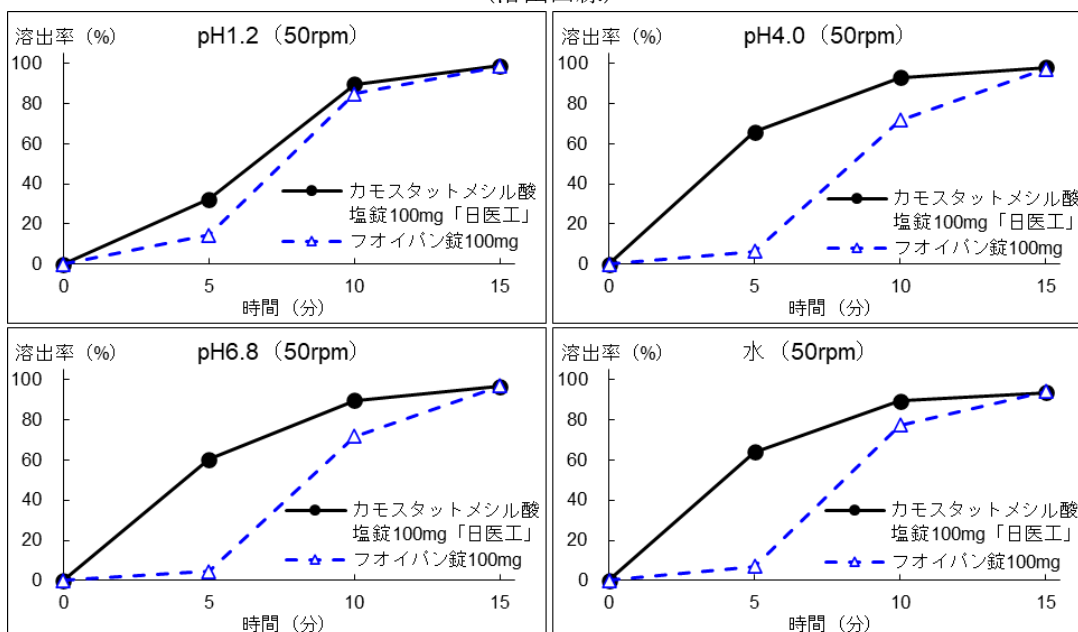 溶出率（%）
pH1.2（50rpm）
100
80
60
40
20
0
カモスタットメシル酸
塩錠100mg「日医工」
フオイパン錠100mg
0 5 10 15
時間（分）
溶出率（%）
pH4.0（50rpm）
100
80
60
40
20
0
カモスタットメシル酸
塩錠100mg「日医工」
フオイパン錠100mg
0 5 10 15
時間（分）
溶出率（%）
pH6.8（50rpm）
100
80
60
40
20
0
カモスタットメシル酸
塩錠100mg「日医工」
フオイパン錠100mg
0 5 10 15
時間（分）
溶出率（%）
水（50rpm）
100
80
60
40
20
0
カモスタットメシル酸
塩錠100mg「日医工」
フオイパン錠100mg
0 5 10 15
時間（分）